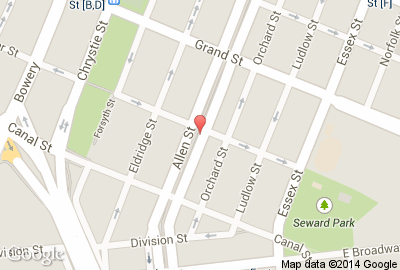 St [B,D]
St [F]
Chrystie St
Orchard St
Ludlow St
Essex St
Norfolk St
Grand St
Bowery
Forsyth St
Eldridge St
Allen St
Canal St
Orchard St
Ludlow St
Essex St
Seward Park
Division St
Division St
Canal St
E Broadway
Google
Map data ©2014 Google